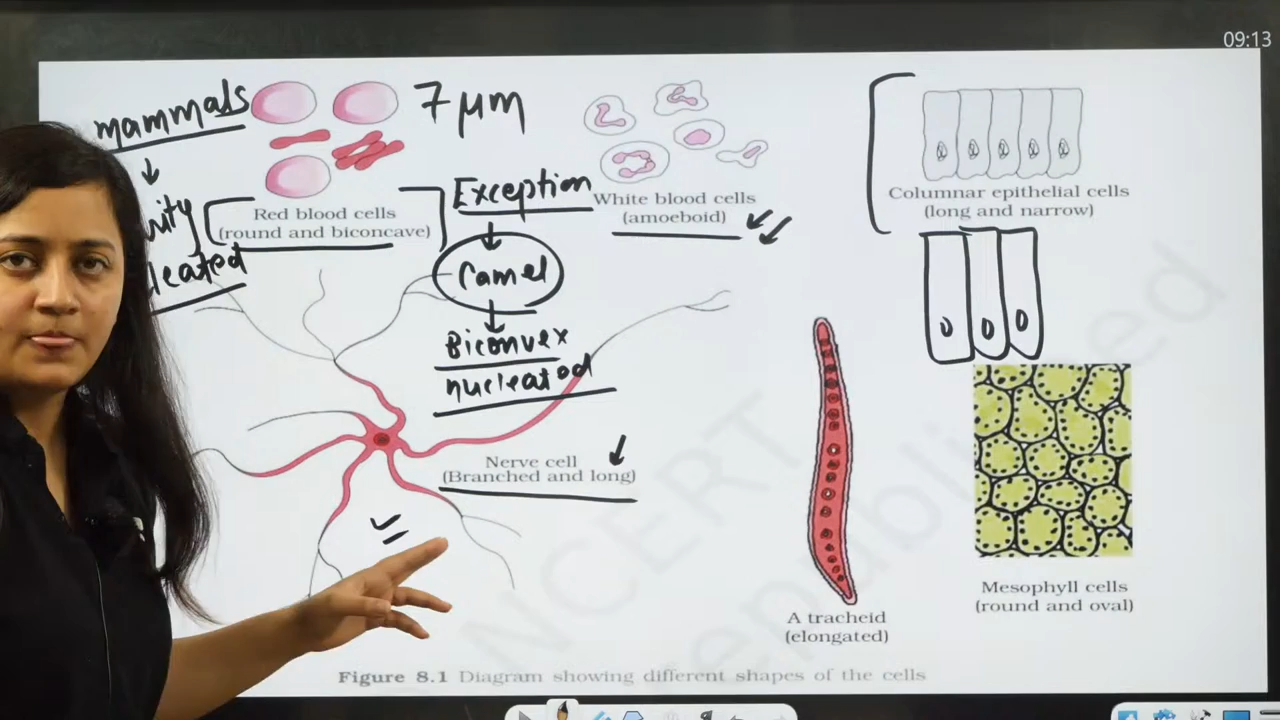 09:13
mammals
7 μm
Red blood cells
(round and biconcave)
Exception
Camel
Biconvex
nucleated
White blood cells
(amoeboid)
Columnar epithelial cells
(long and narrow)
Nerve cell
(Branched and long)
A tracheid
(elongated)
Mesophyll cells
(round and oval)
Figure 8.1 Diagram showing different shapes of the cells
NCERT